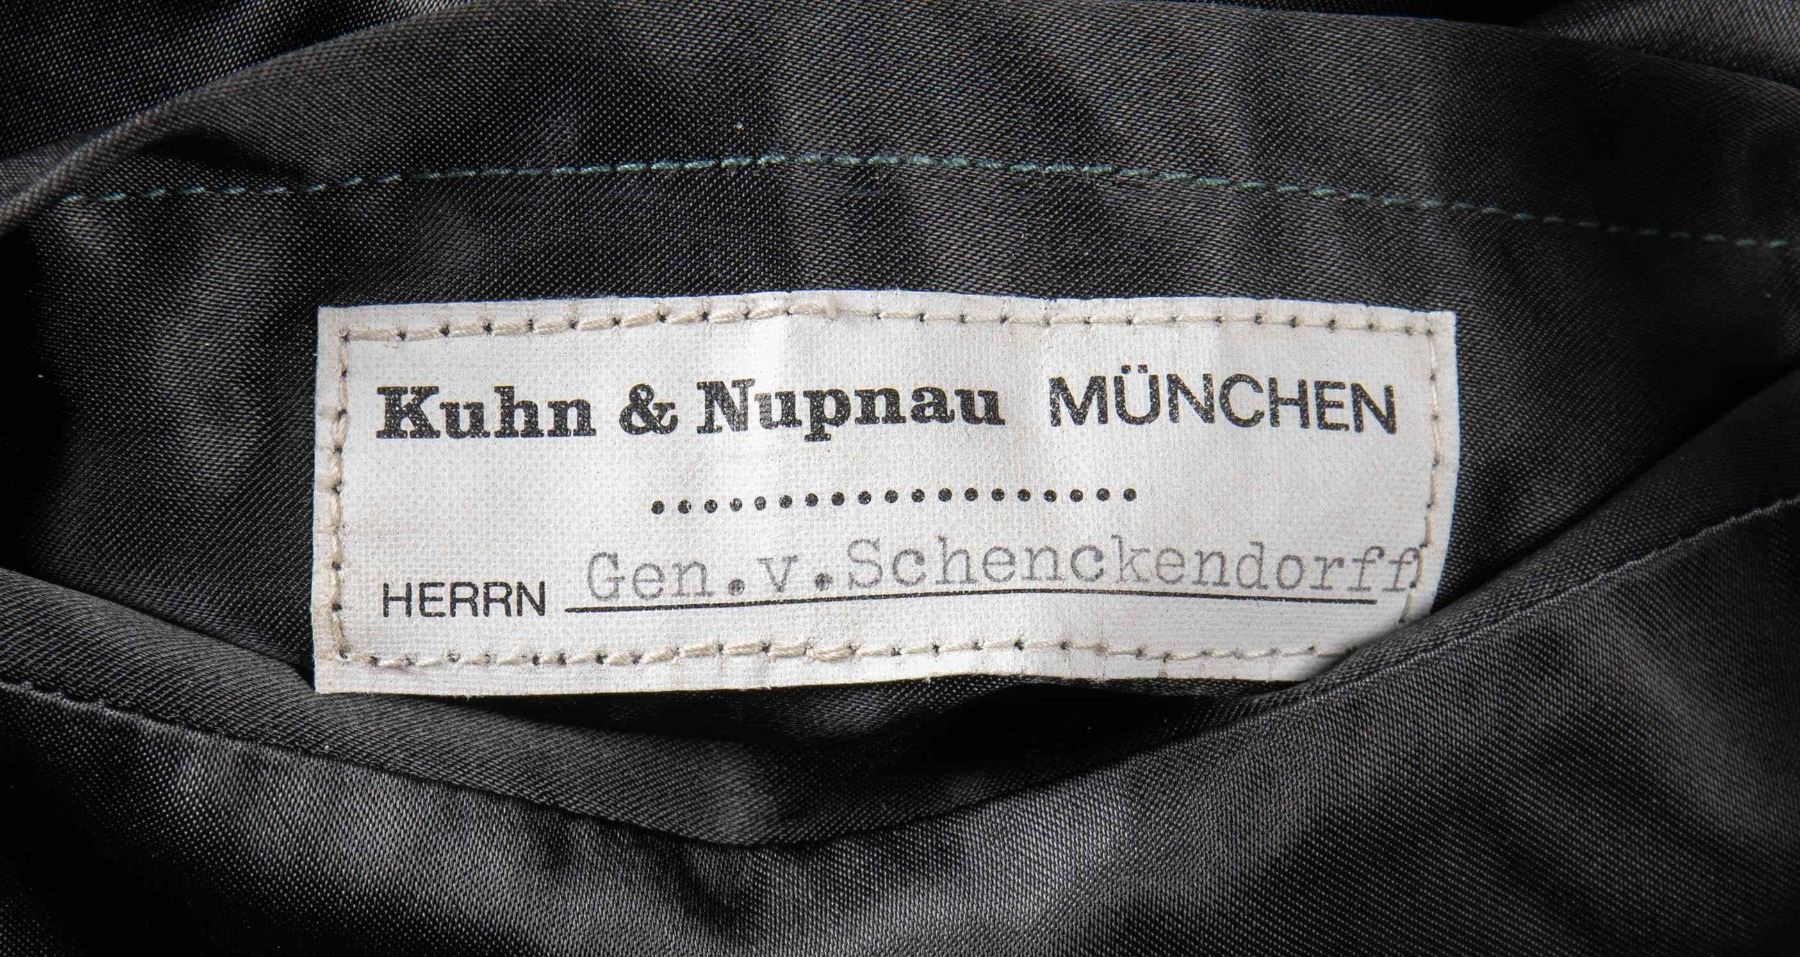 Kuhn & Nupnau MÜNCHEN
...................
HERRN Gen.v.Schenckendorff